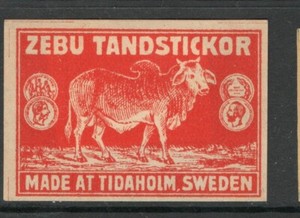 ZEBU TANDSTICKOR
MADE AT TIDAHOLM, SWEDEN